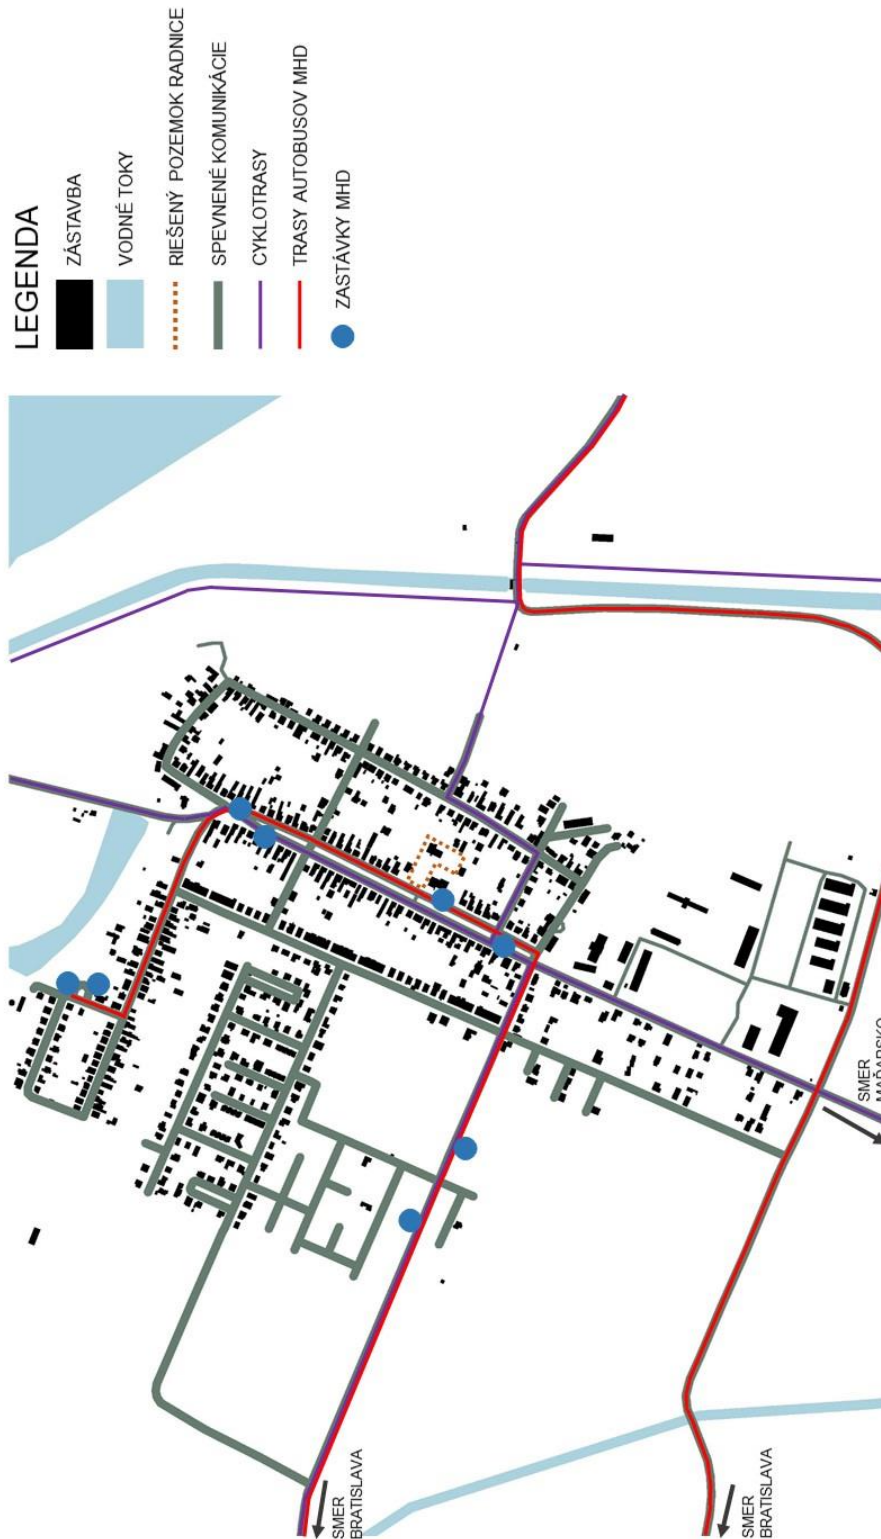 LEGENDA
ZÁSTAVBA
VODNÉ TOKY
RIEŠENÝ POZEMOK RADNICE
SPEVNENÉ KOMUNIKÁCIE
CYKLOTRASY
TRASY AUTOBUSOV MHD
ZASTÁVKY MHD
SMER
MAĎARSKO
SMER
BRATISLAVA
SMER
BRATISLAVA